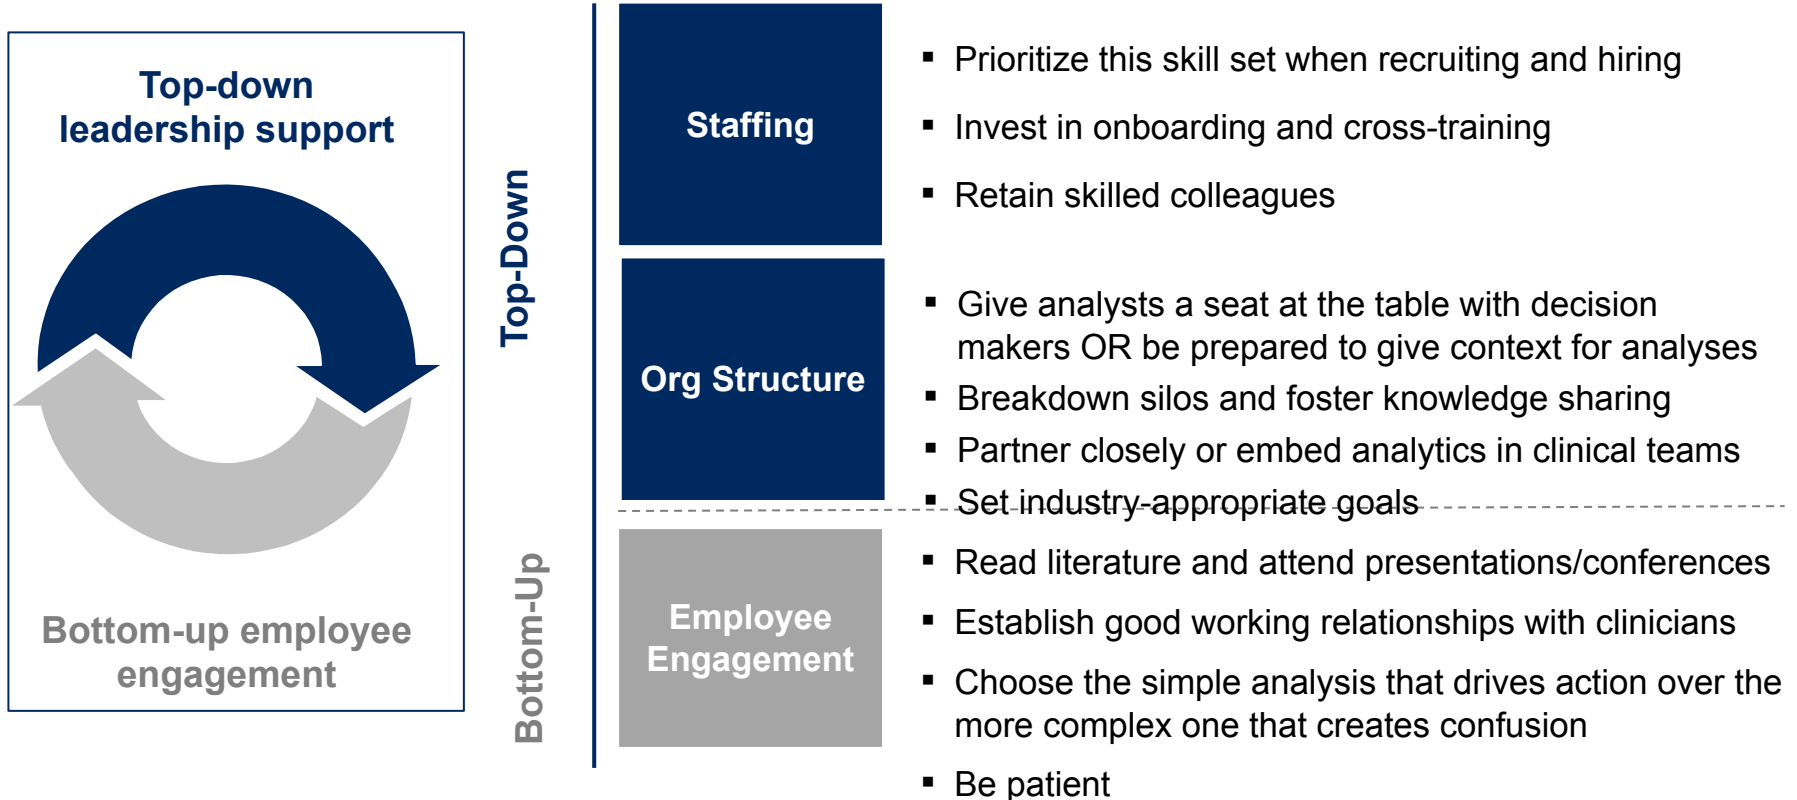 Top-down
leadership support
Bottom-up employee
engagement
Top-Down
Bottom-Up
Staffing
▪ Prioritize this skill set when recruiting and hiring
▪ Invest in onboarding and cross-training
▪ Retain skilled colleagues
Org Structure
▪ Give analysts a seat at the table with decision
makers OR be prepared to give context for analyses
▪ Breakdown silos and foster knowledge sharing
▪ Partner closely or embed analytics in clinical teams
▪ Set industry-appropriate goals
Employee
Engagement
▪ Read literature and attend presentations/conferences
▪ Establish good working relationships with clinicians
▪ Choose the simple analysis that drives action over the
more complex one that creates confusion
▪ Be patient